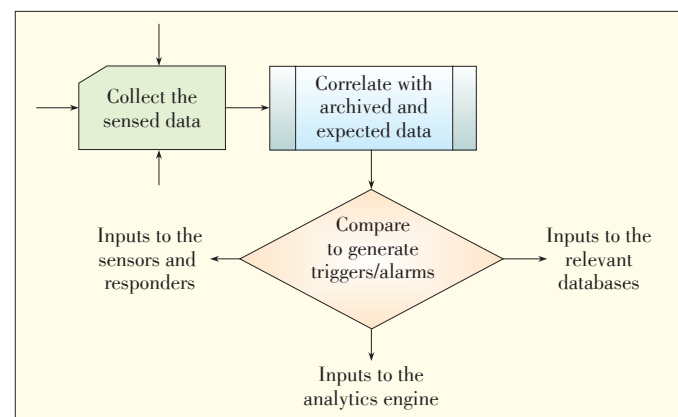 Collect the
sensed data
Correlate with
archived and
expected data
Compare
to generate
triggers/alarms
Inputs to the
sensors and
responders
Inputs to the
relevant
databases
Inputs to the
analytics engine